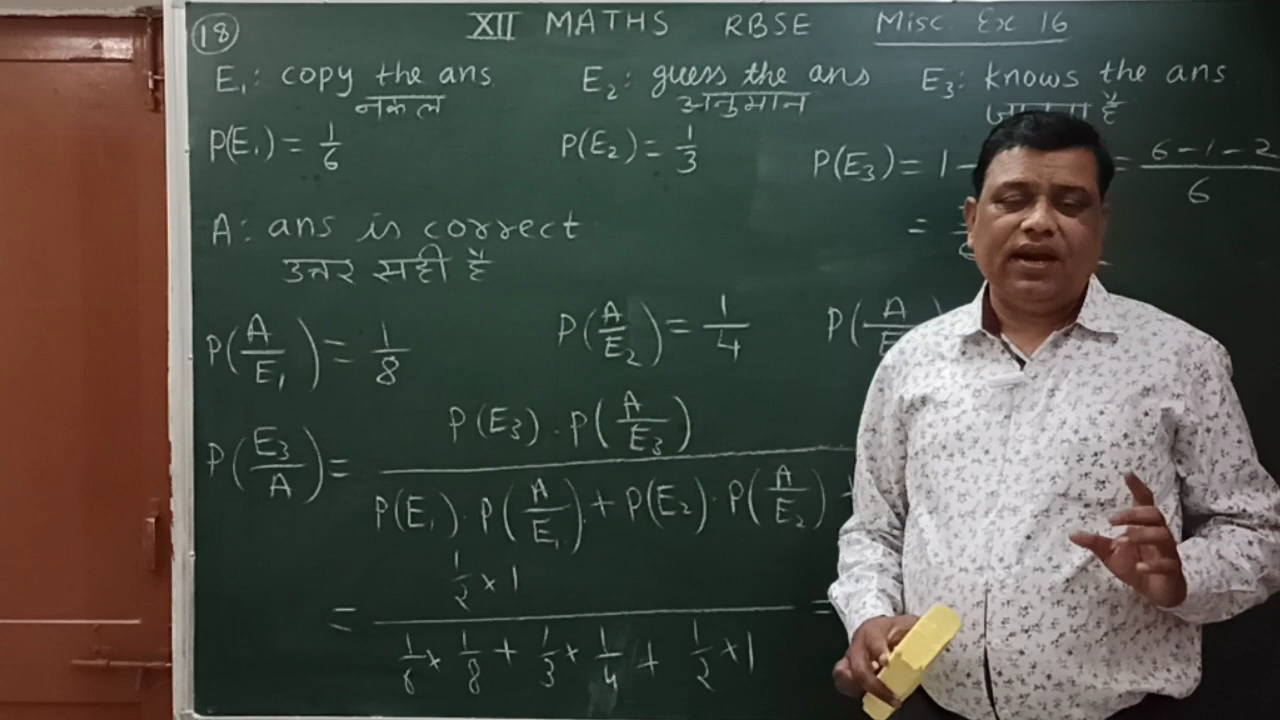 18 XII MATHS RBSE Misc. Ex 16
E₁: copy the ans E₂: guess the ans E₃: knows the ans
नकल अनुमान है
P(E₁) = 1/6 P(E₂) = 1/3 P(E₃) = 1- = 6-1-2/6
A: ans is correct =
उत्तर सही है
P(A/E₁) = 1/8 P(A/E₂) = 1/4 P(A/
P(E₃/A) = P(E₃) . P(A/E₃) / P(E₁) . P(A/E₁) + P(E₂) . P(A/E₂) +
= 1/2 × 1 / 1/6 × 1/8 + 1/3 × 1/4 + 1/2 × 1 =